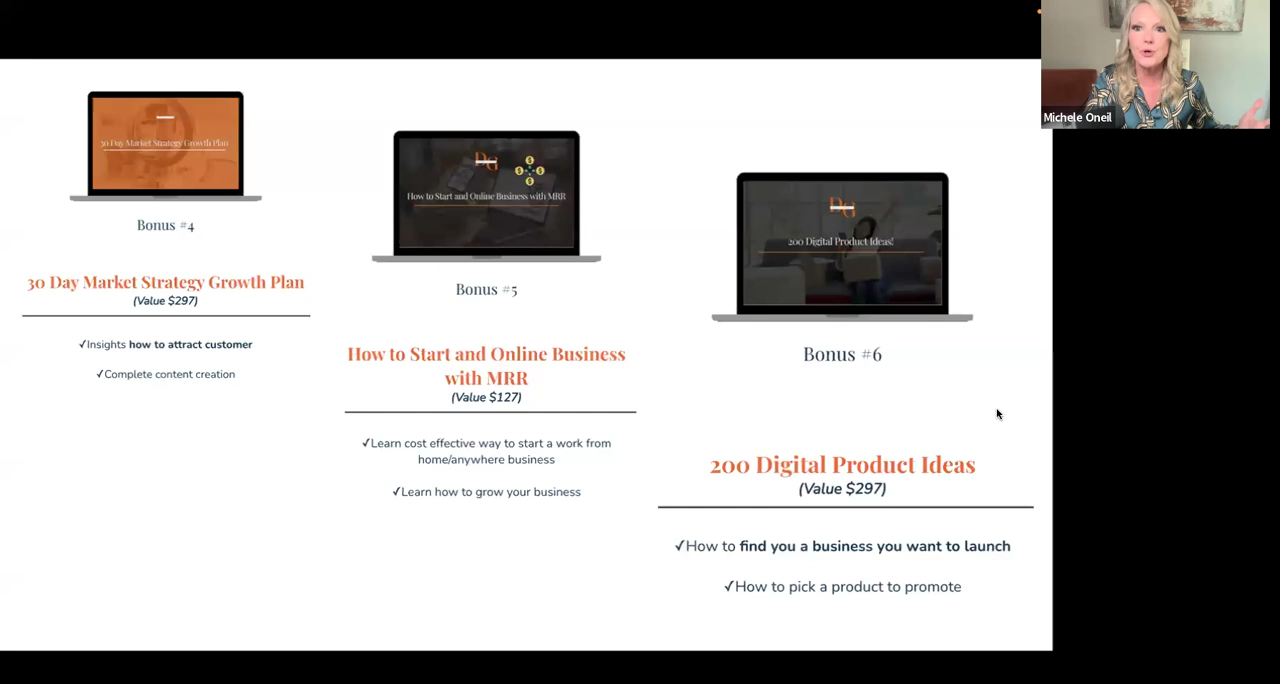 Michele Oneil
30 Day Market Strategy Growth Plan
Bonus #4
30 Day Market Strategy Growth Plan
(Value $297)
✓Insights how to attract customer
✓Complete content creation
DG
How to Start and Online Business with MRR
Bonus #5
How to Start and Online Business
with MRR
(Value $127)
✓Learn cost effective way to start a work from
home/anywhere business
✓Learn how to grow your business
DG
200 Digital Product Ideas!
Bonus #6
200 Digital Product Ideas
(Value $297)
✓How to find you a business you want to launch
✓How to pick a product to promote